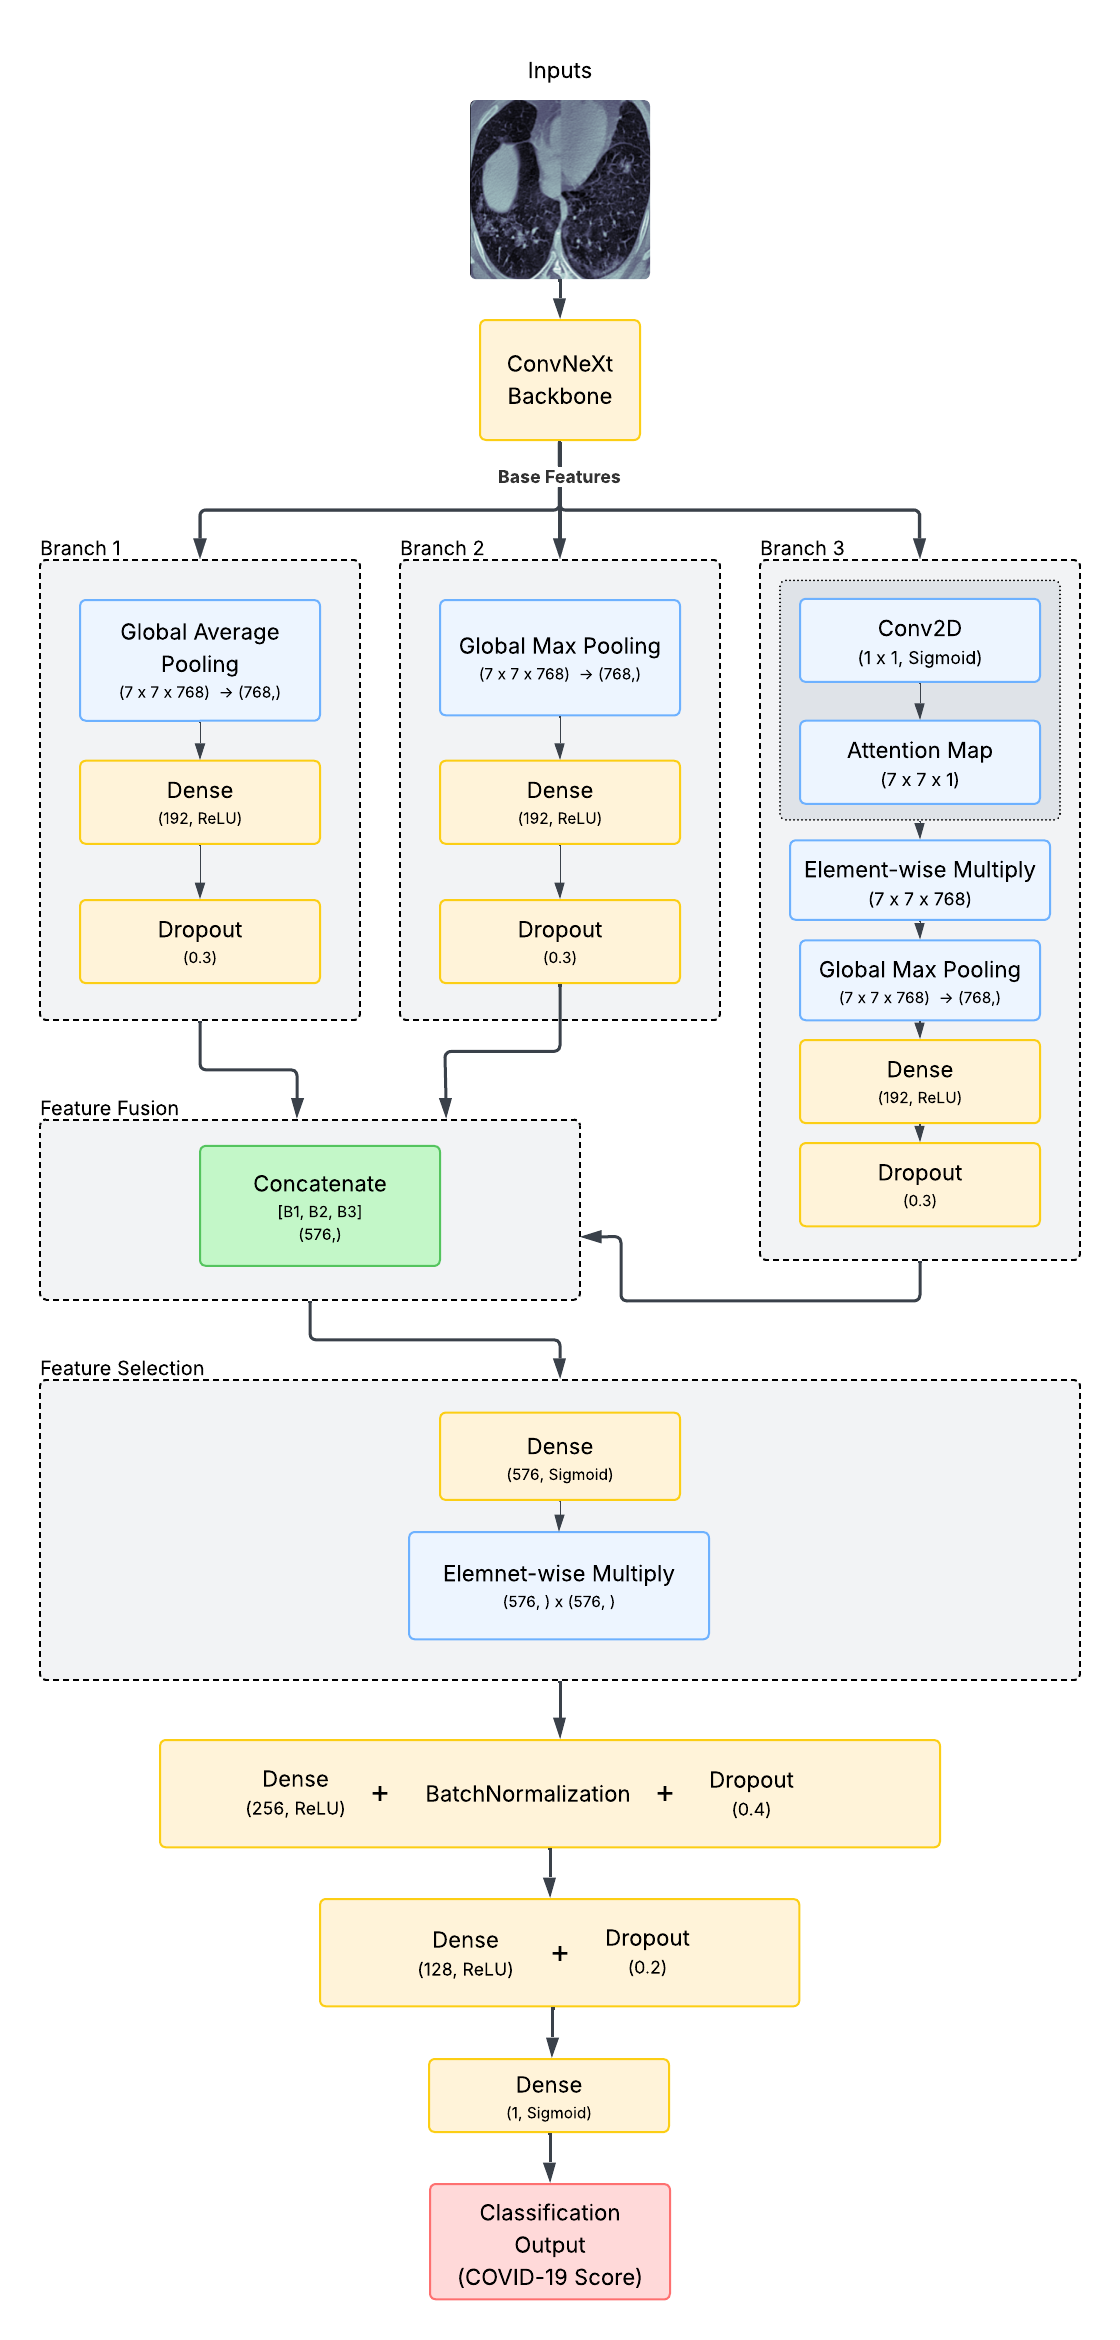 Inputs
ConvNeXt
Backbone
Base Features
Branch 1
Global Average
Pooling
(7 x 7 x 768) → (768,)
Dense
(192, ReLU)
Dropout
(0.3)
Branch 2
Global Max Pooling
(7 x 7 x 768) → (768,)
Dense
(192, ReLU)
Dropout
(0.3)
Branch 3
Conv2D
(1 x 1, Sigmoid)
Attention Map
(7 x 7 x 1)
Element-wise Multiply
(7 x 7 x 768)
Global Max Pooling
(7 x 7 x 768) → (768,)
Dense
(192, ReLU)
Dropout
(0.3)
Feature Fusion
Concatenate
[B1, B2, B3]
(576,)
Feature Selection
Dense
(576, Sigmoid)
Elemnet-wise Multiply
(576, ) x (576, )
Dense
(256, ReLU)
+
BatchNormalization
+
Dropout
(0.4)
Dense
(128, ReLU)
+
Dropout
(0.2)
Dense
(1, Sigmoid)
Classification
Output
(COVID-19 Score)